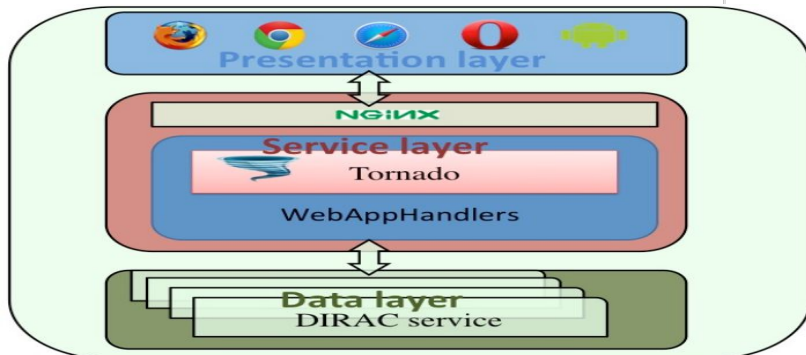 Presentation layer
NGiNX
Service layer
Tornado
WebAppHandlers
Data layer
DIRAC service